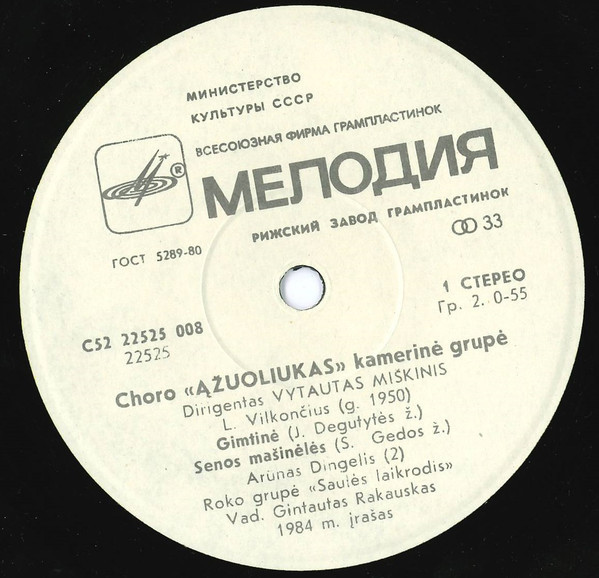 МИНИСТЕРСТВО
КУЛЬТУРЫ СССР
ВСЕСОЮЗНАЯ ФИРМА ГРАМПЛАСТИНОК
®
МЕЛОДИЯ
РИЖСКИЙ ЗАВОД ГРАМПЛАСТИНОК
ГОСТ 5289-80
33
С52 22525 008
22525
1 СТЕРЕО
Гр. 2. 0-55
Choro «ĄŽUOLIUKAS» kamerinė grupė
Dirigentas VYTAUTAS MIŠKINIS
L. Vilkončius (g. 1950)
Gimtinė (J. Degutytės ž.)
Senos mašinėlės (S. Gedos ž.)
Arūnas Dingelis (2)
Roko grupė «Saulės laikrodis»
Vad. Gintautas Rakauskas
1984 m. įrašas